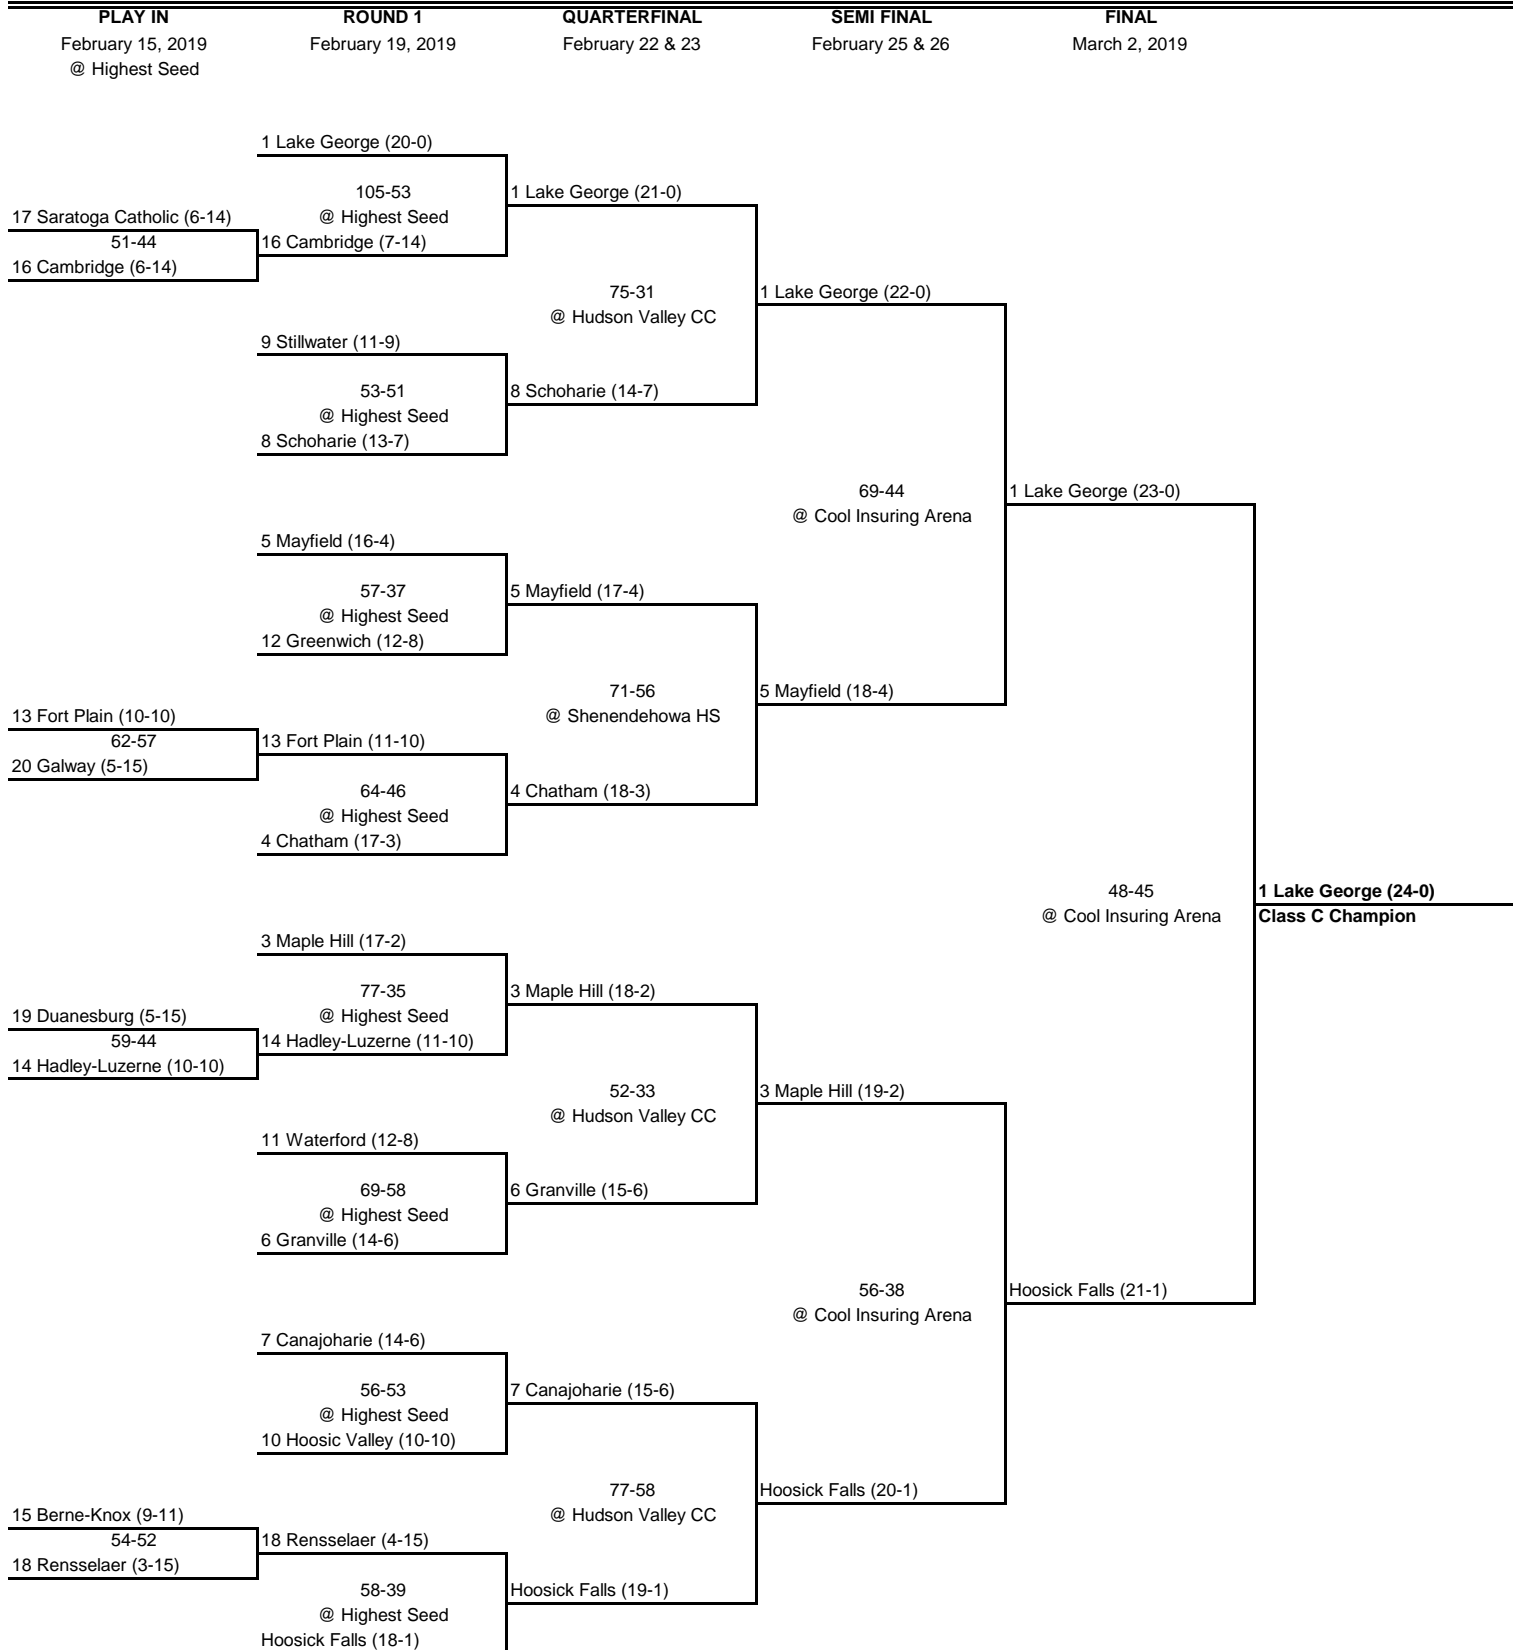 PLAY IN ROUND 1 QUARTERFINAL SEMI FINAL FINAL
February 15, 2019 February 19, 2019 February 22 & 23 February 25 & 26 March 2, 2019
@ Highest Seed
1 Lake George (20-0)
105-53 1 Lake George (21-0)
17 Saratoga Catholic (6-14) @ Highest Seed
51-44 16 Cambridge (7-14)
16 Cambridge (6-14)
75-31 1 Lake George (22-0)
@ Hudson Valley CC
9 Stillwater (11-9)
53-51 8 Schoharie (14-7)
@ Highest Seed
8 Schoharie (13-7)
69-44 1 Lake George (23-0)
@ Cool Insuring Arena
5 Mayfield (16-4)
57-37 5 Mayfield (17-4)
@ Highest Seed
12 Greenwich (12-8)
71-56 5 Mayfield (18-4)
13 Fort Plain (10-10) @ Shenendehowa HS
62-57 13 Fort Plain (11-10)
20 Galway (5-15)
64-46 4 Chatham (18-3)
@ Highest Seed
4 Chatham (17-3)
48-45 1 Lake George (24-0)
@ Cool Insuring Arena Class C Champion
3 Maple Hill (17-2)
77-35 3 Maple Hill (18-2)
19 Duanesburg (5-15) @ Highest Seed
59-44 14 Hadley-Luzerne (11-10)
14 Hadley-Luzerne (10-10)
52-33 3 Maple Hill (19-2)
@ Hudson Valley CC
11 Waterford (12-8)
69-58 6 Granville (15-6)
@ Highest Seed
6 Granville (14-6)
56-38 Hoosick Falls (21-1)
@ Cool Insuring Arena
7 Canajoharie (14-6)
56-53 7 Canajoharie (15-6)
@ Highest Seed
10 Hoosic Valley (10-10)
77-58 Hoosick Falls (20-1)
15 Berne-Knox (9-11) @ Hudson Valley CC
54-52 18 Rensselaer (4-15)
18 Rensselaer (3-15)
58-39 Hoosick Falls (19-1)
@ Highest Seed
Hoosick Falls (18-1)